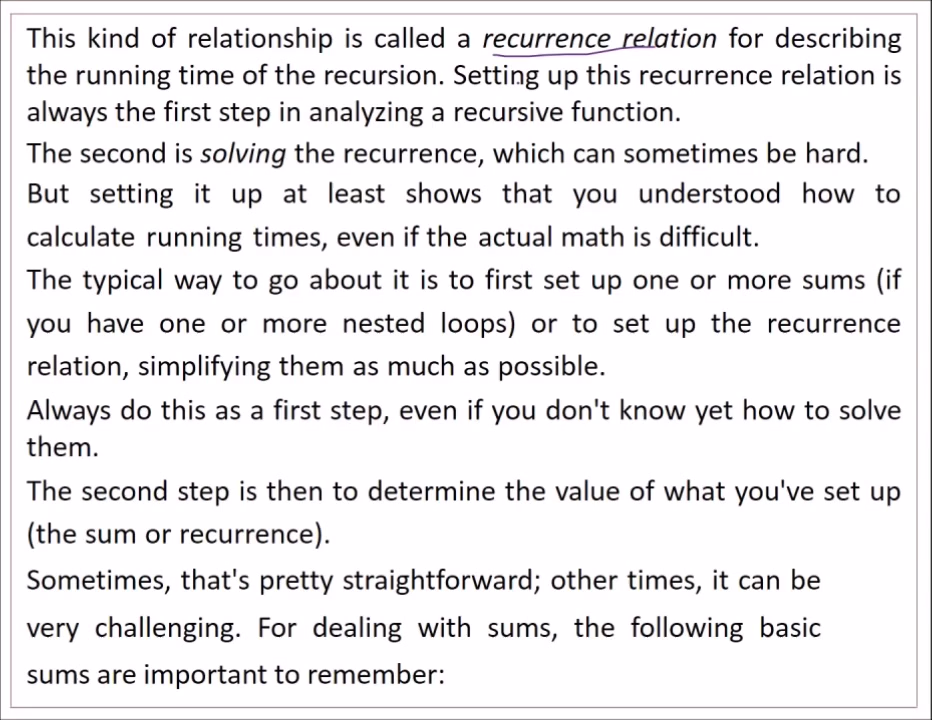 This kind of relationship is called a recurrence relation for describing
the running time of the recursion. Setting up this recurrence relation is
always the first step in analyzing a recursive function.
The second is solving the recurrence, which can sometimes be hard.
But setting it up at least shows that you understood how to
calculate running times, even if the actual math is difficult.
The typical way to go about it is to first set up one or more sums (if
you have one or more nested loops) or to set up the recurrence
relation, simplifying them as much as possible.
Always do this as a first step, even if you don't know yet how to solve
them.
The second step is then to determine the value of what you've set up
(the sum or recurrence).
Sometimes, that's pretty straightforward; other times, it can be
very challenging. For dealing with sums, the following basic
sums are important to remember: